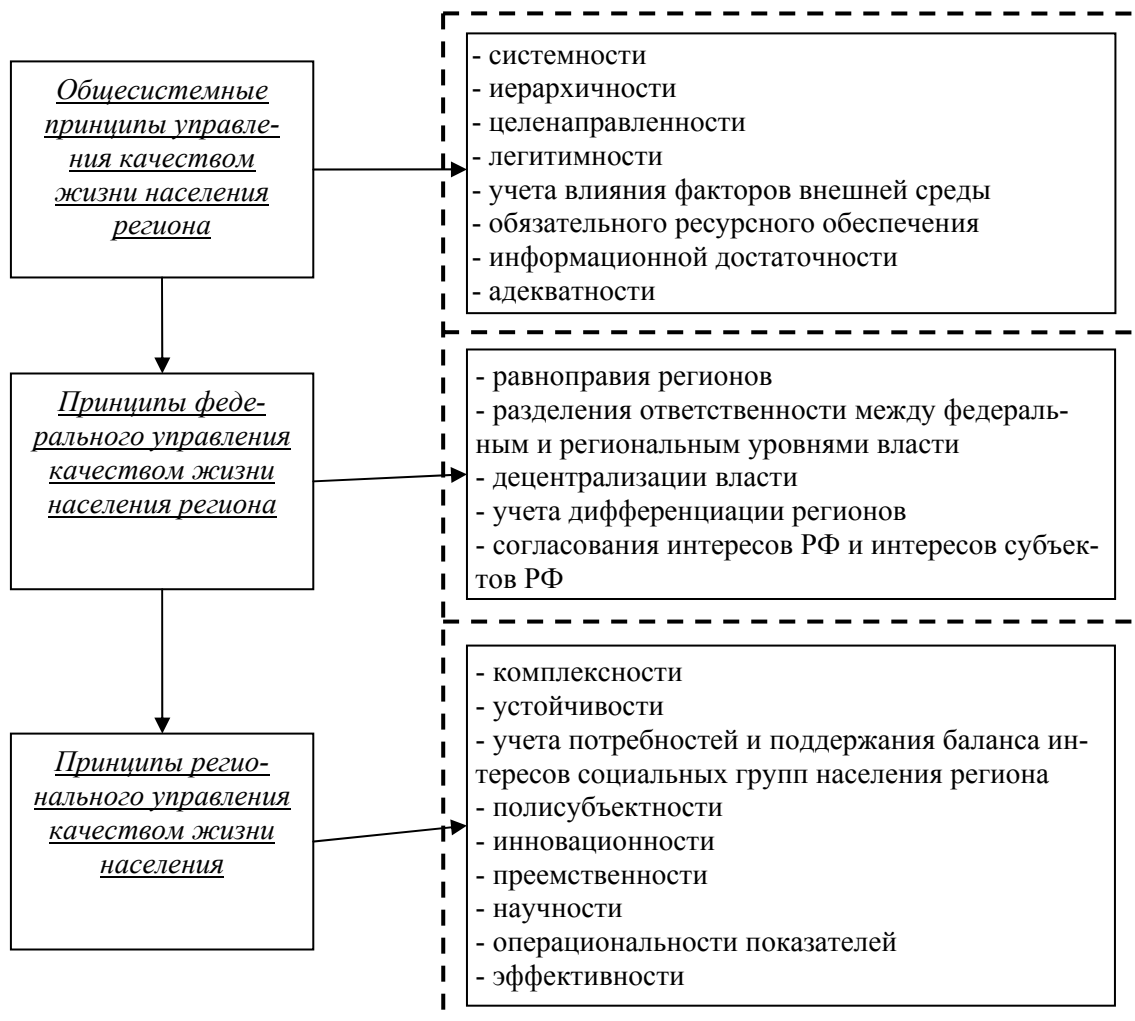 Общесистемные
принципы управле-
ния качеством
жизни населения
региона
- системности
- иерархичности
- целенаправленности
- легитимности
- учета влияния факторов внешней среды
- обязательного ресурсного обеспечения
- информационной достаточности
- адекватности
Принципы феде-
рального управления
качеством жизни
населения региона
- равноправия регионов
- разделения ответственности между федераль-
ным и региональным уровнями власти
- децентрализации власти
- учета дифференциации регионов
- согласования интересов РФ и интересов субъек-
тов РФ
Принципы регио-
нального управления
качеством жизни
населения
- комплексности
- устойчивости
- учета потребностей и поддержания баланса ин-
тересов социальных групп населения региона
- полисубъектности
- инновационности
- преемственности
- научности
- операциональности показателей
- эффективности